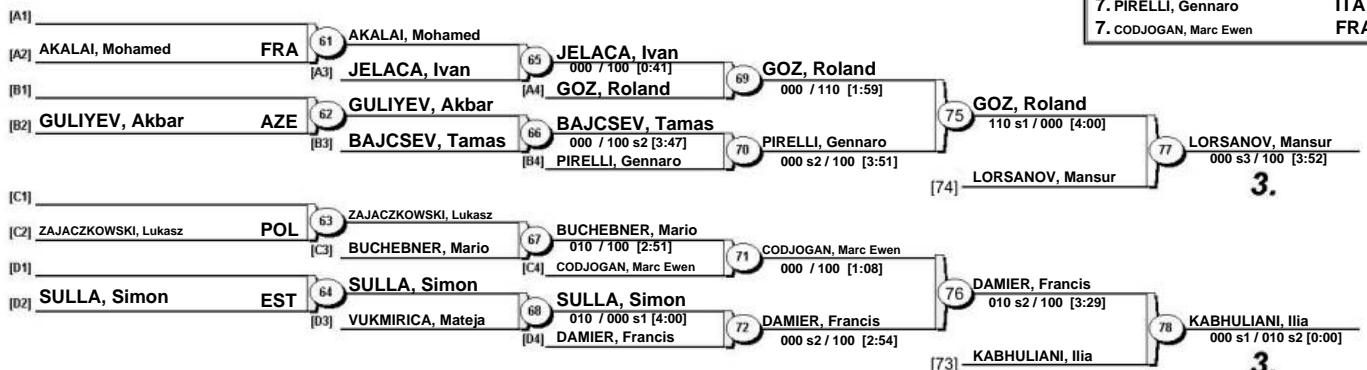 7. PIRELLI, Gennaro ITA
7. CODJOGAN, Marc Ewen FRA
[A1]
[A2] AKALAI, Mohamed FRA
61 AKALAI, Mohamed
[A3] JELACA, Ivan
65 JELACA, Ivan
000 / 100 [0:41]
[A4] GOZ, Roland
69 GOZ, Roland
000 / 110 [1:59]
[B1]
[B2] GULIYEV, Akbar AZE
62 GULIYEV, Akbar
[B3] BAJCSEV, Tamas
66 BAJCSEV, Tamas
000 / 100 s2 [3:47]
[B4] PIRELLI, Gennaro
70 PIRELLI, Gennaro
000 s2 / 100 [3:51]
75 GOZ, Roland
110 s1 / 000 [4:00]
[74] LORSANOV, Mansur
77 LORSANOV, Mansur
000 s3 / 100 [3:52]
3.
[C1]
[C2] ZAJACZKOWSKI, Lukasz POL
63 ZAJACZKOWSKI, Lukasz
[C3] BUCHEBNER, Mario
67 BUCHEBNER, Mario
010 / 100 [2:51]
[C4] CODJOGAN, Marc Ewen
71 CODJOGAN, Marc Ewen
000 / 100 [1:08]
[D1]
[D2] SULLA, Simon EST
64 SULLA, Simon
[D3] VUKMIRICA, Mateja
68 SULLA, Simon
010 / 000 s1 [4:00]
[D4] DAMIER, Francis
72 DAMIER, Francis
000 s2 / 100 [2:54]
76 DAMIER, Francis
010 s2 / 100 [3:29]
[73] KABHULIANI, Ilia
78 KABHULIANI, Ilia
000 s1 / 010 s2 [0:00]
3.